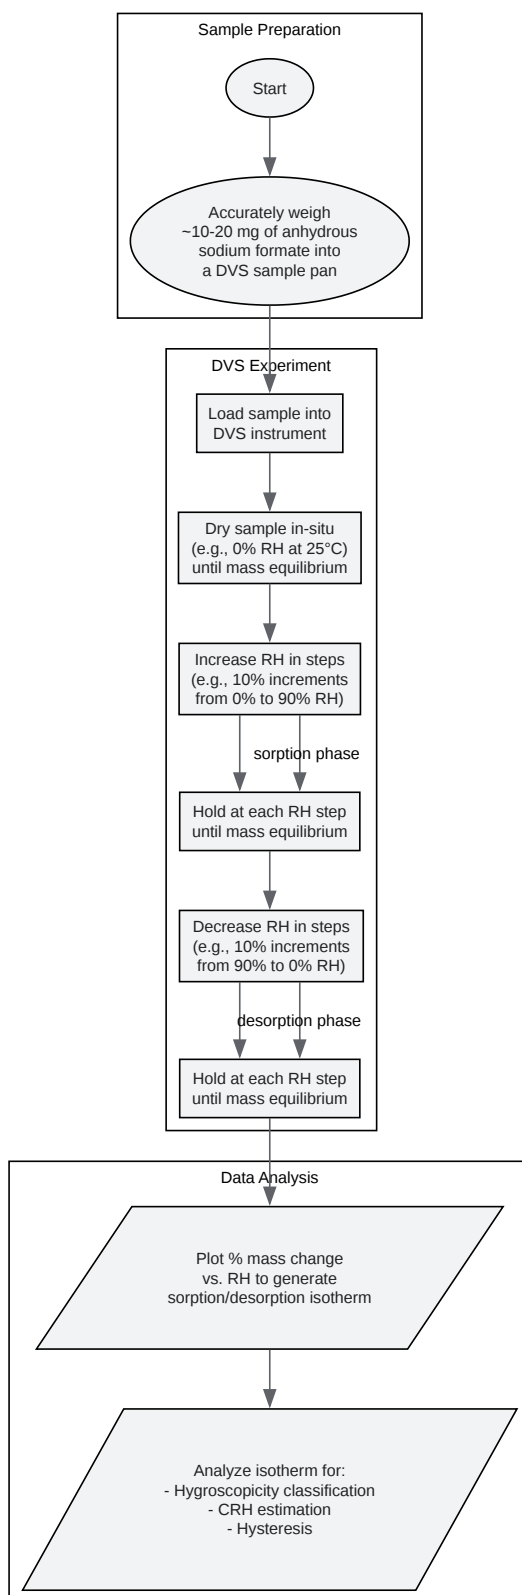 Sample Preparation
Start
Accurately weigh
~10-20 mg of anhydrous
sodium formate into
a DVS sample pan
DVS Experiment
Load sample into
DVS instrument
Dry sample in-situ
(e.g., 0% RH at 25°C)
until mass equilibrium
Increase RH in steps
(e.g., 10% increments
from 0% to 90% RH)
sorption phase
Hold at each RH step
until mass equilibrium
Decrease RH in steps
(e.g., 10% increments
from 90% to 0% RH)
desorption phase
Hold at each RH step
until mass equilibrium
Data Analysis
Plot % mass change
vs. RH to generate
sorption/desorption isotherm
Analyze isotherm for:
- Hygroscopicity classification
- CRH estimation
- Hysteresis